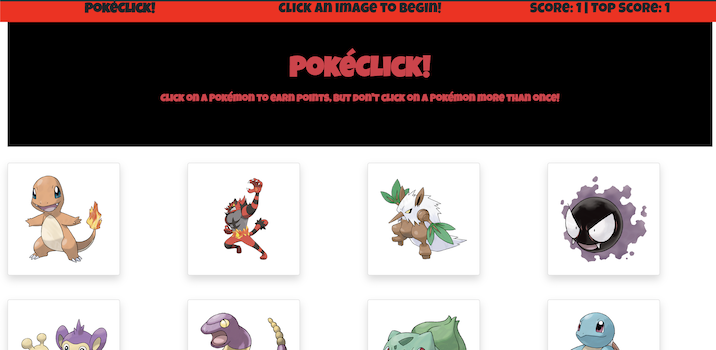 PokéClick!
Click an image to begin!
Score: 1 | Top Score: 1
PokéClick!
Click on a Pokémon to earn points, but don't click on a Pokémon more than once!